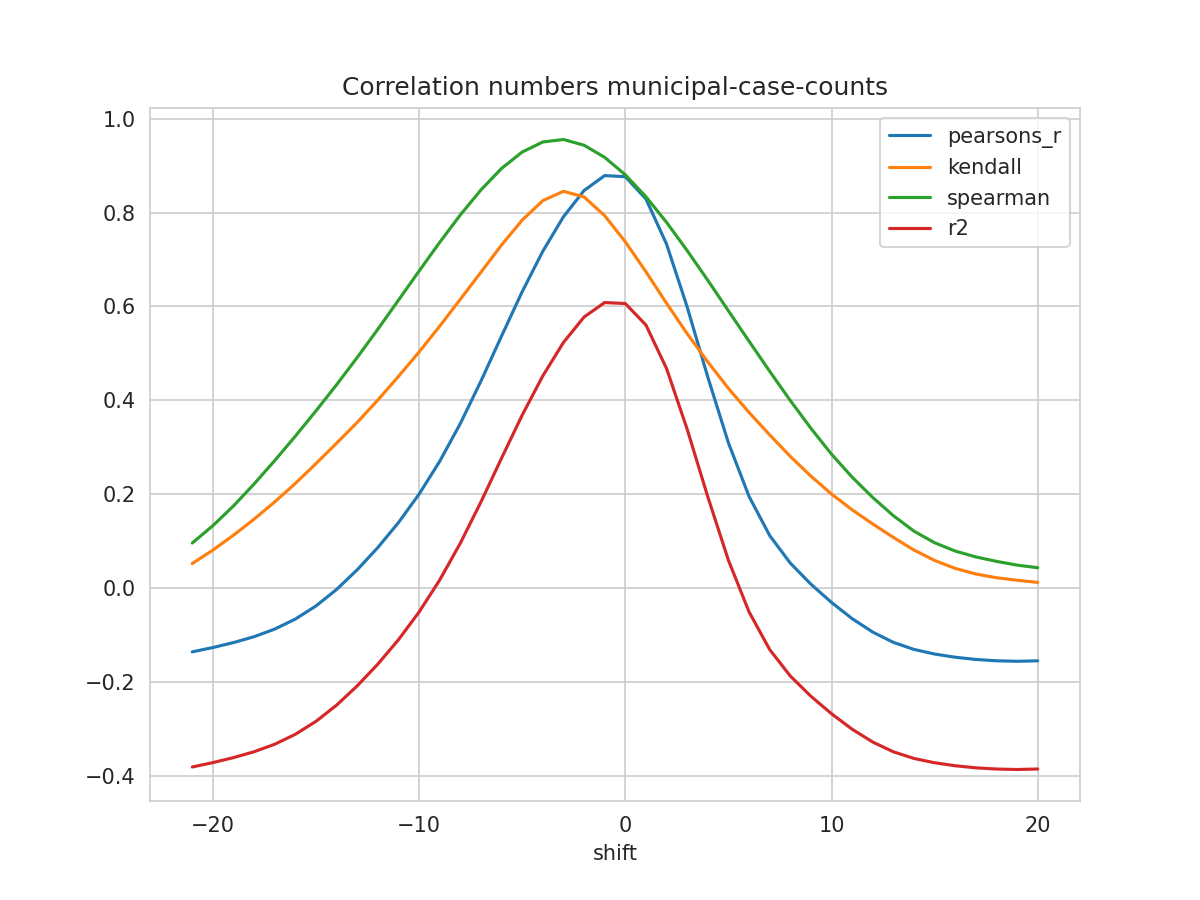 Correlation numbers municipal-case-counts
1.0
0.8
0.6
0.4
0.2
0.0
−0.2
−0.4
pearsons_r
kendall
spearman
r2
−20
−10
0
10
20
shift